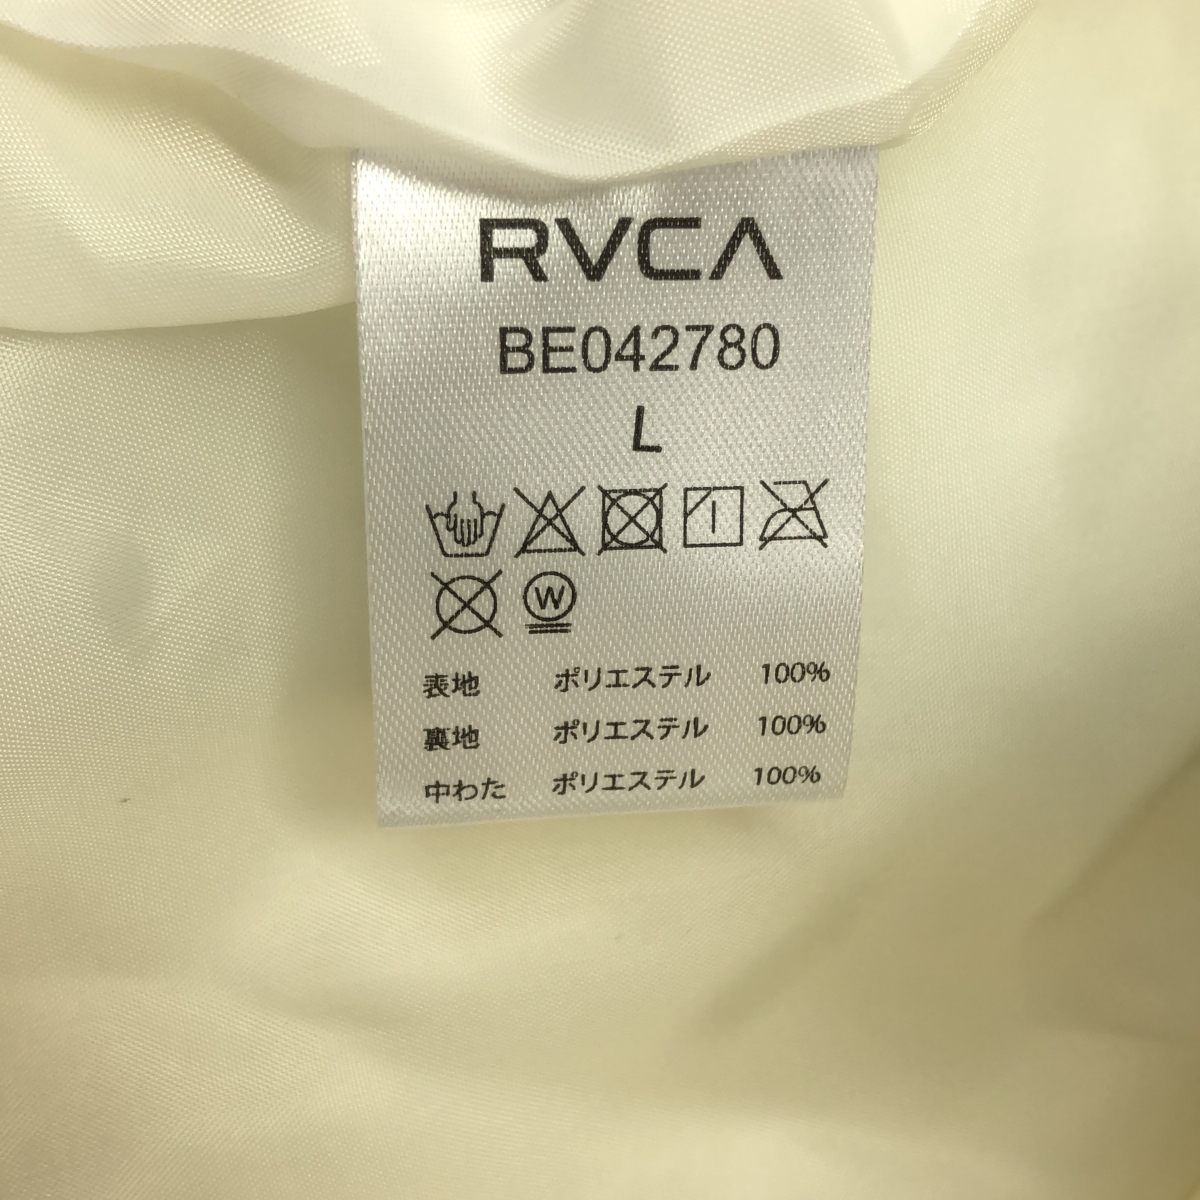 RVCA
BE042780
L
W
表地 ポリエステル 100%
裏地 ポリエステル 100%
中わた ポリエステル 100%